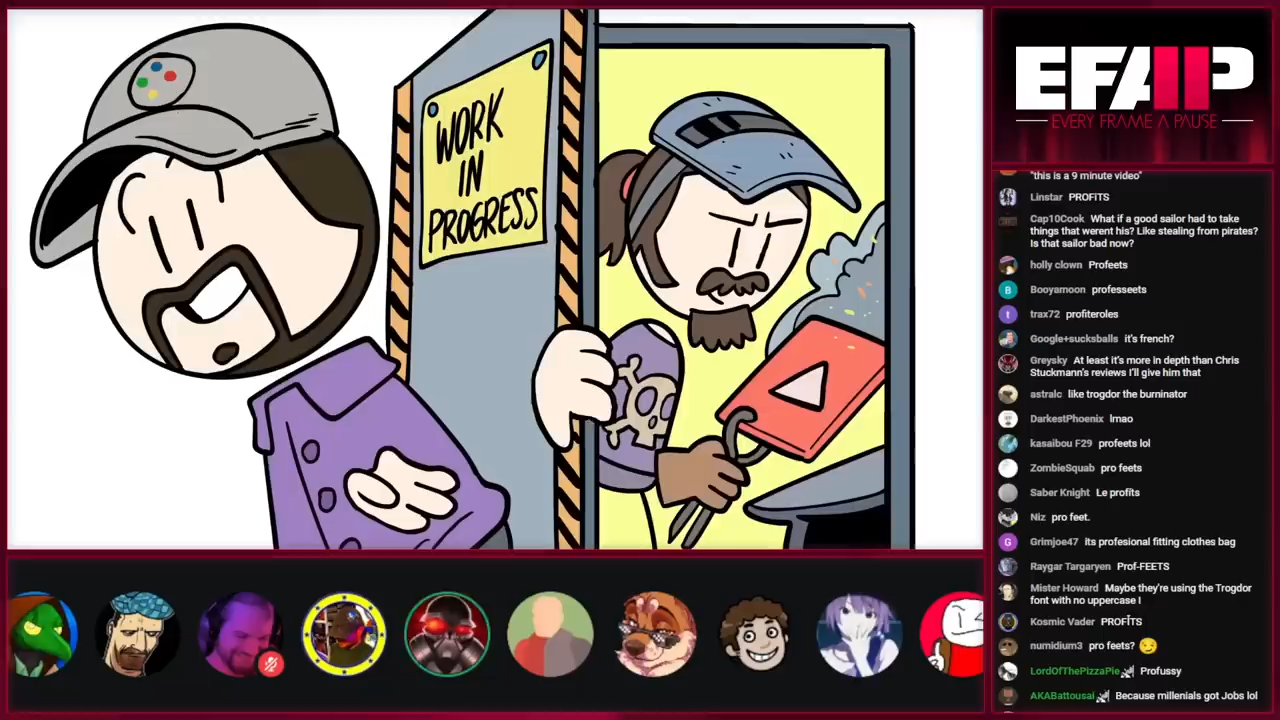 WORK
IN
PROGRESS
EFAP
EVERY FRAME A PAUSE
"this is a 9 minute video"
Linstar PROFITS
Cap10Cook What if a good sailor had to take
things that werent his? Like stealing from pirates?
Is that sailor bad now?
holly clown Profeets
B
Booyamoon professeets
t
trax72 profiteroles
Google+sucksballs it's french?
Greysky At least it's more in depth than Chris
Stuckmann's reviews I'll give him that
astralc like trogdor the burninator
DarkestPhoenix lmao
kasaibou F29 profeets lol
ZombieSquab pro feets
Saber Knight Le profits
Niz pro feet.
G
Grimjoe47 its profesional fitting clothes bag
Raygar Targaryen Prof-FEETS
Mister Howard Maybe they're using the Trogdor
font with no uppercase I
Kosmic Vader PROFİTS
numidium3 pro feets? 😏
LordOfThePizzaPie Profussy
AKABattousai Because millenials got Jobs lol